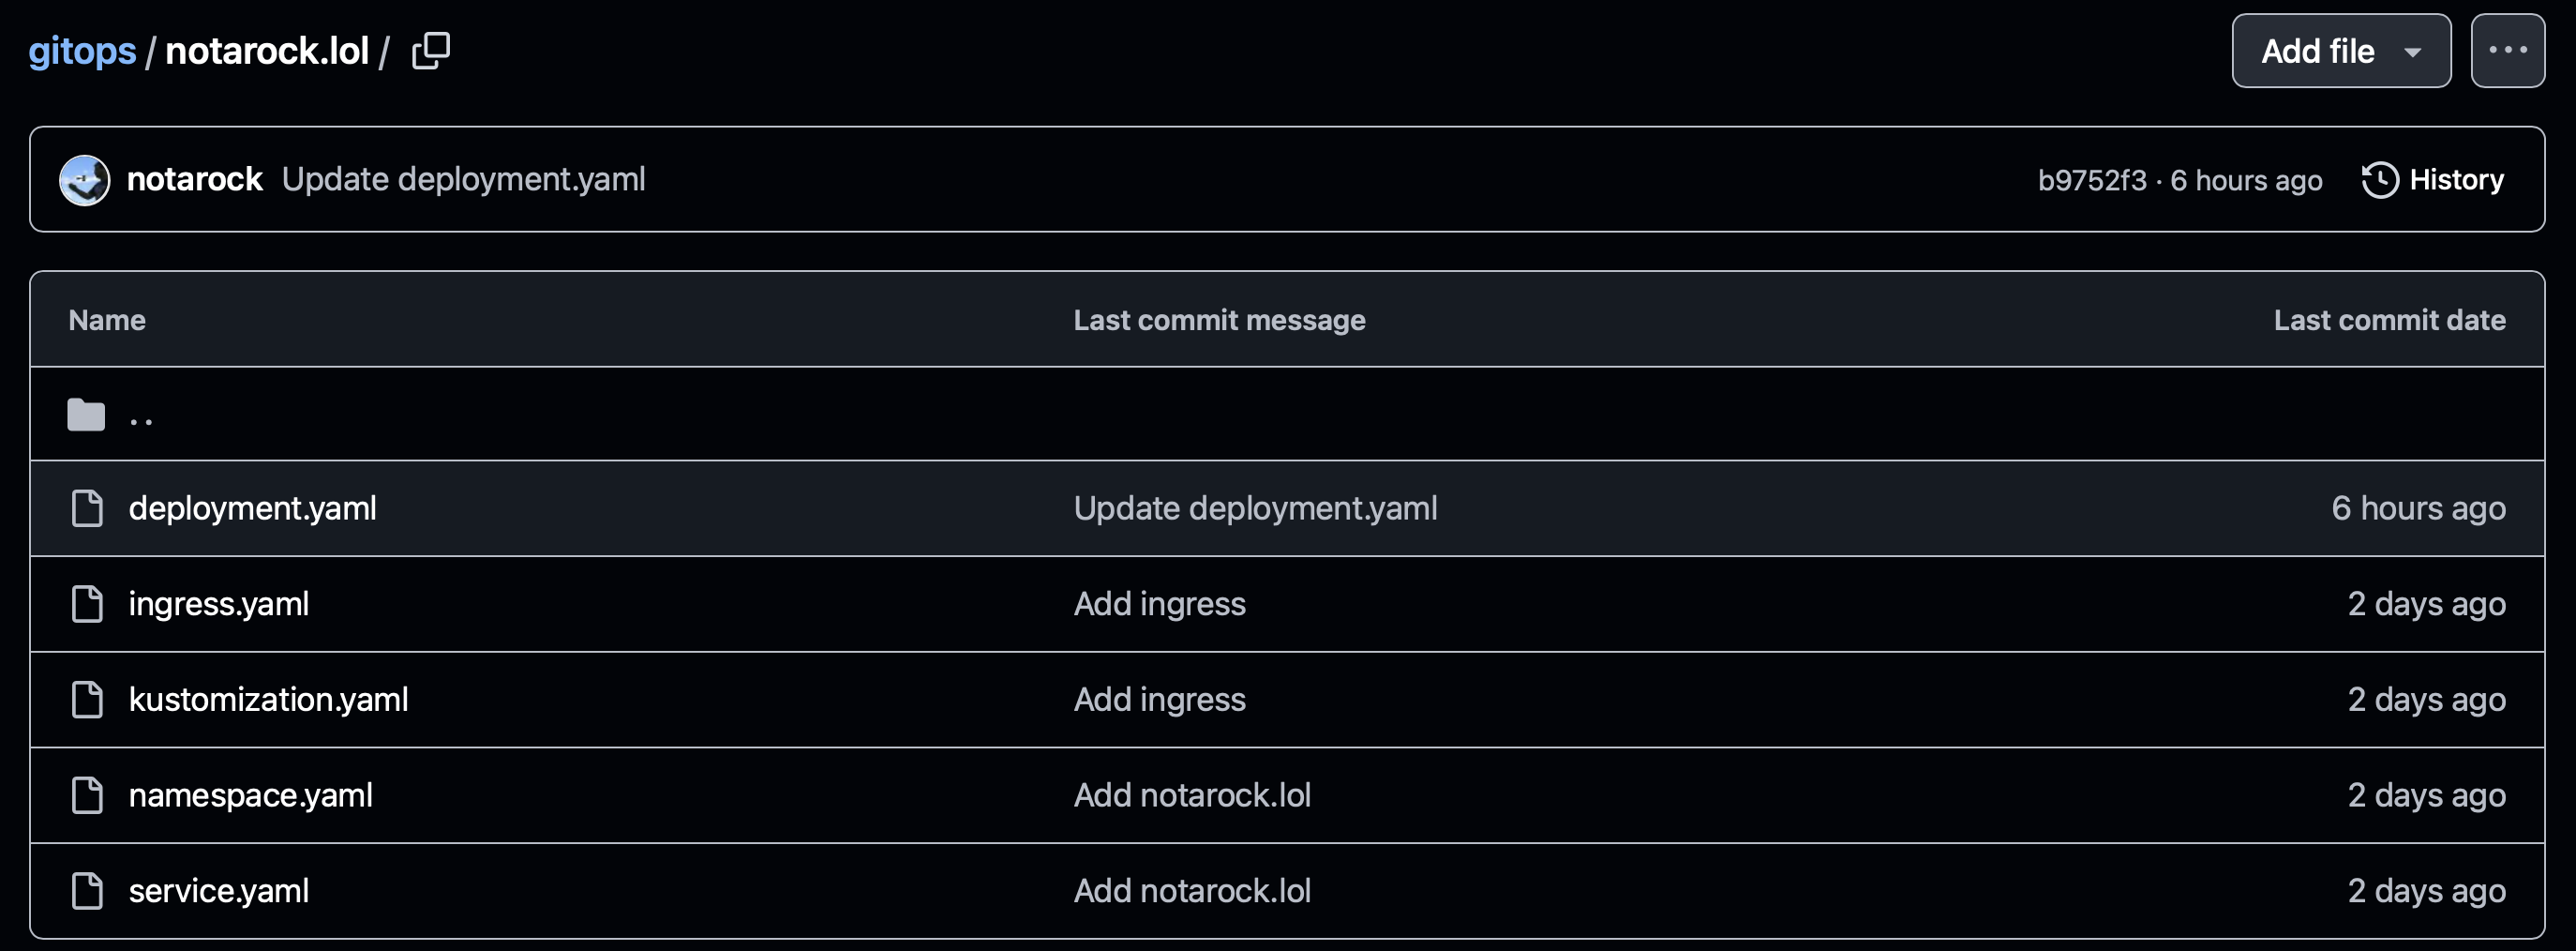 gitops / notarock.lol /
Add file
notarock Update deployment.yaml
b9752f3 · 6 hours ago
History
Name Last commit message Last commit date
..
deployment.yaml Update deployment.yaml 6 hours ago
ingress.yaml Add ingress 2 days ago
kustomization.yaml Add ingress 2 days ago
namespace.yaml Add notarock.lol 2 days ago
service.yaml Add notarock.lol 2 days ago